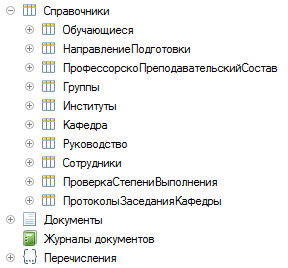 Справочники
Обучающиеся
НаправлениеПодготовки
ПрофессорскоПреподавательскийСостав
Группы
Институты
Кафедра
Руководство
Сотрудники
ПроверкаСтепениВыполнения
ПротоколыЗаседанияКафедры
Документы
Журналы документов
Перечисления